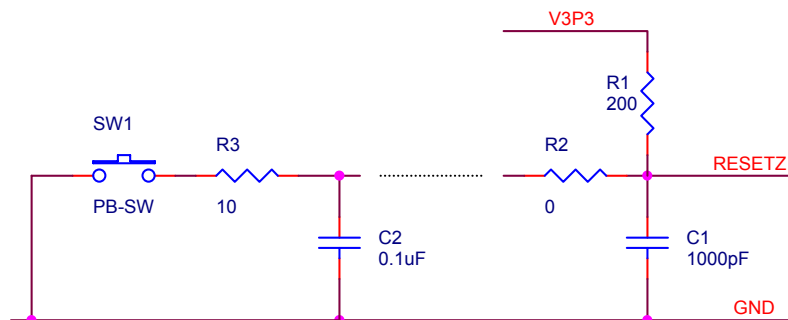 V3P3
R1
200
SW1
R3
R2
RESETZ
PB-SW
10
0
C2
0.1uF
C1
1000pF
GND